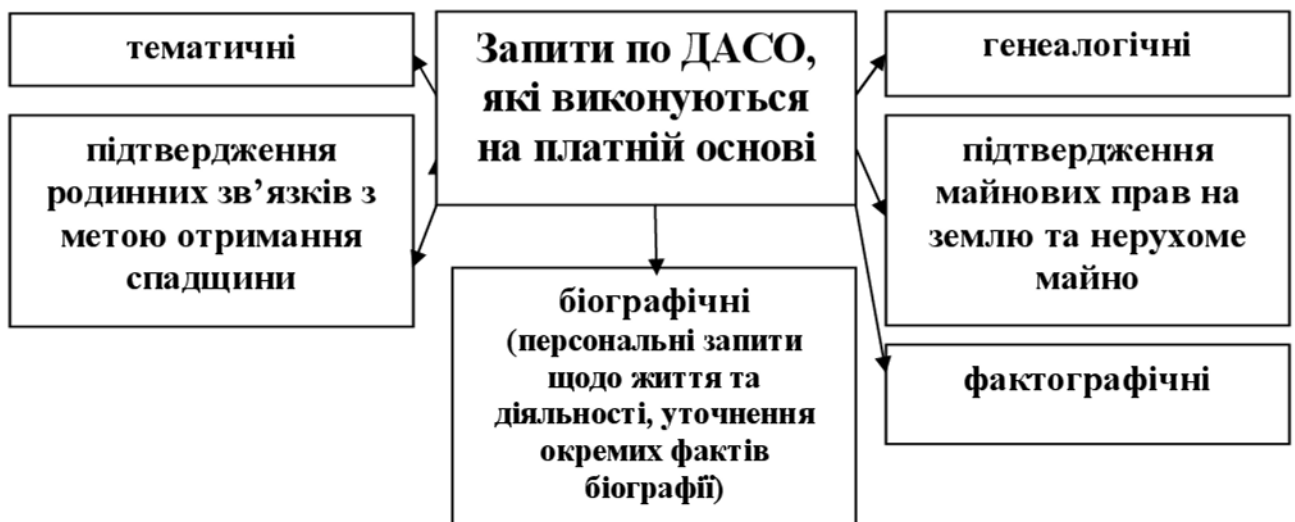 тематичні
підтвердження
родинних зв’язків з
метою отримання
спадщини
Запити по ДАСО,
які виконуються
на платній основі
біографічні
(персональні запити
щодо життя та
діяльності, уточнення
окремих фактів
біографії)
генеалогічні
підтвердження
майнових прав на
землю та нерухоме
майно
фактографічні